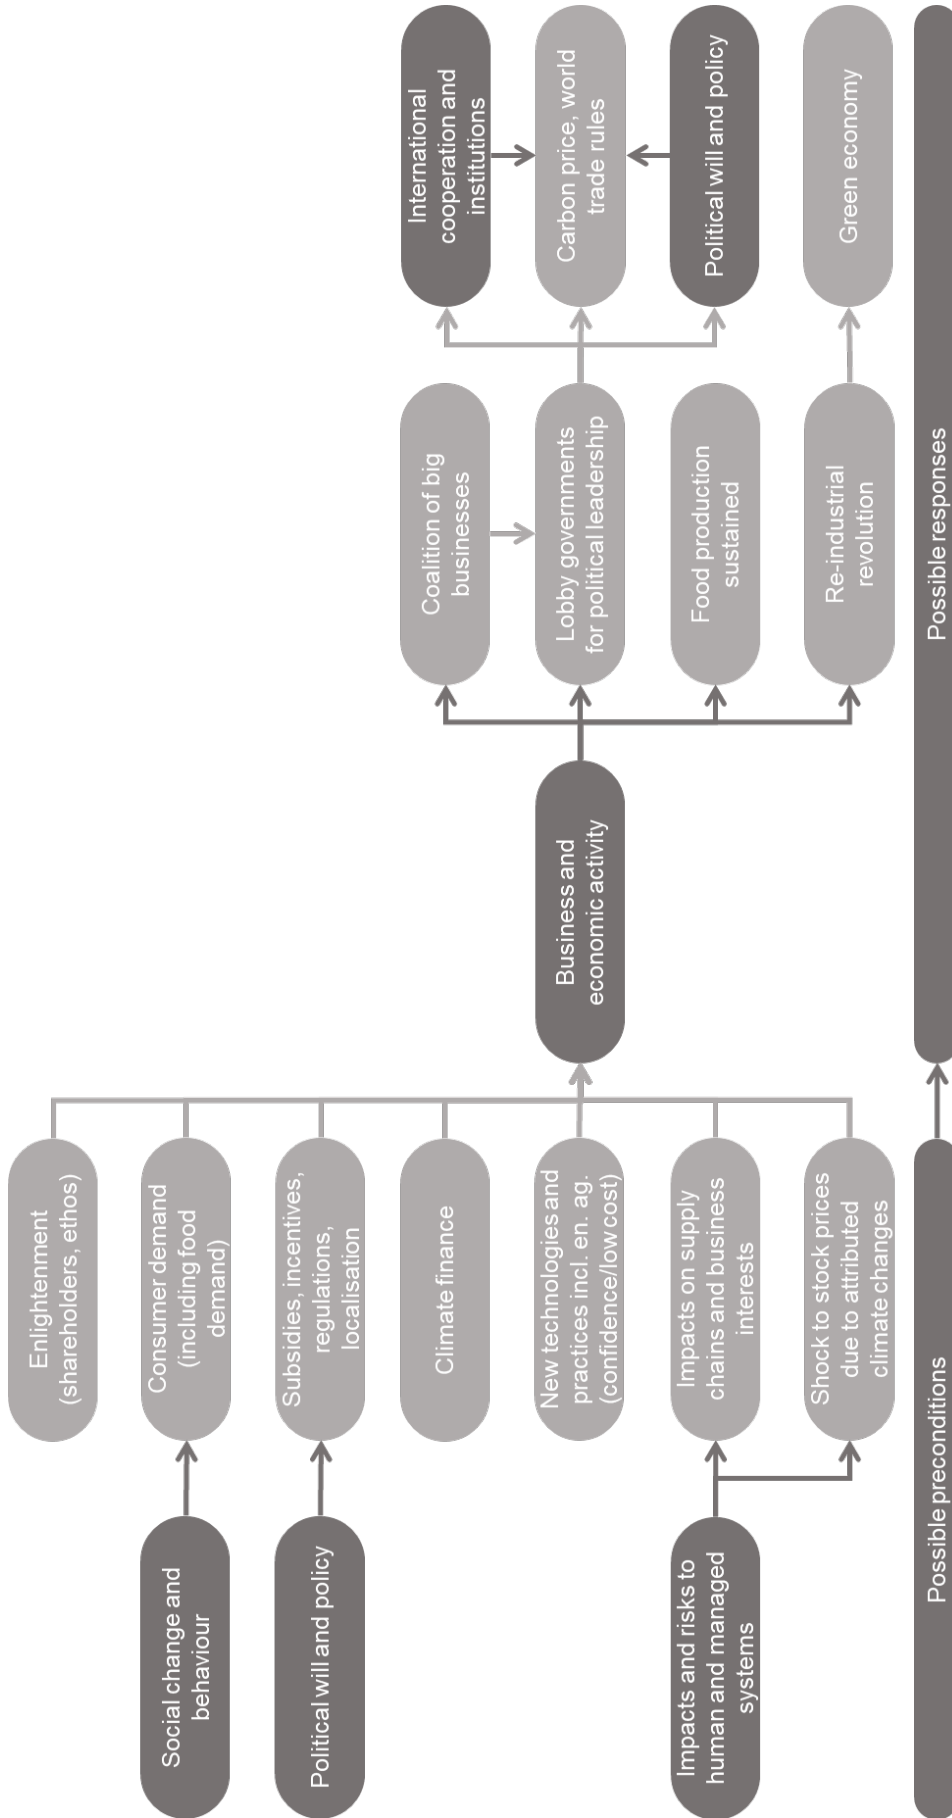 Social change and
behaviour
Political will and policy
Impacts and risks to
human and managed
systems
Enlightenment
(shareholders, ethos)
Consumer demand
(including food
demand)
Subsidies, incentives,
regulations,
localisation
Climate finance
New technologies and
practices incl. en. ag.
(confidence/low cost)
Impacts on supply
chains and business
interests
Shock to stock prices
due to attributed
climate changes
Business and
economic activity
Coalition of big
businesses
Lobby governments
for political leadership
Food production
sustained
Re-industrial
revolution
International
cooperation and
institutions
Carbon price, world
trade rules
Political will and policy
Green economy
Possible preconditions
Possible responses